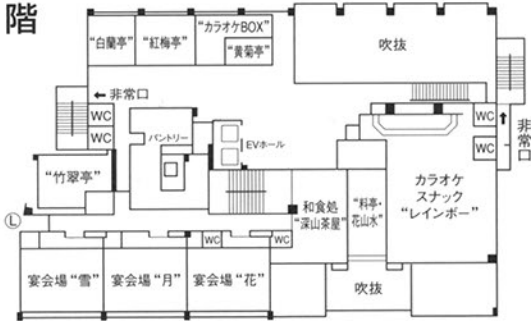 階
“白蘭亭”
“紅梅亭”
“カラオケBOX”
“黄菊亭”
吹抜
← 非常口
WC
WC
パントリー
EVホール
WC
WC
↑
非常口
“竹翠亭”
カラオケ
スナック
“レインボー”
和食処
“深山茶屋”
“料亭・
花山水”
Ⓛ
WC
WC
宴会場“雪”
宴会場“月”
宴会場“花”
吹抜